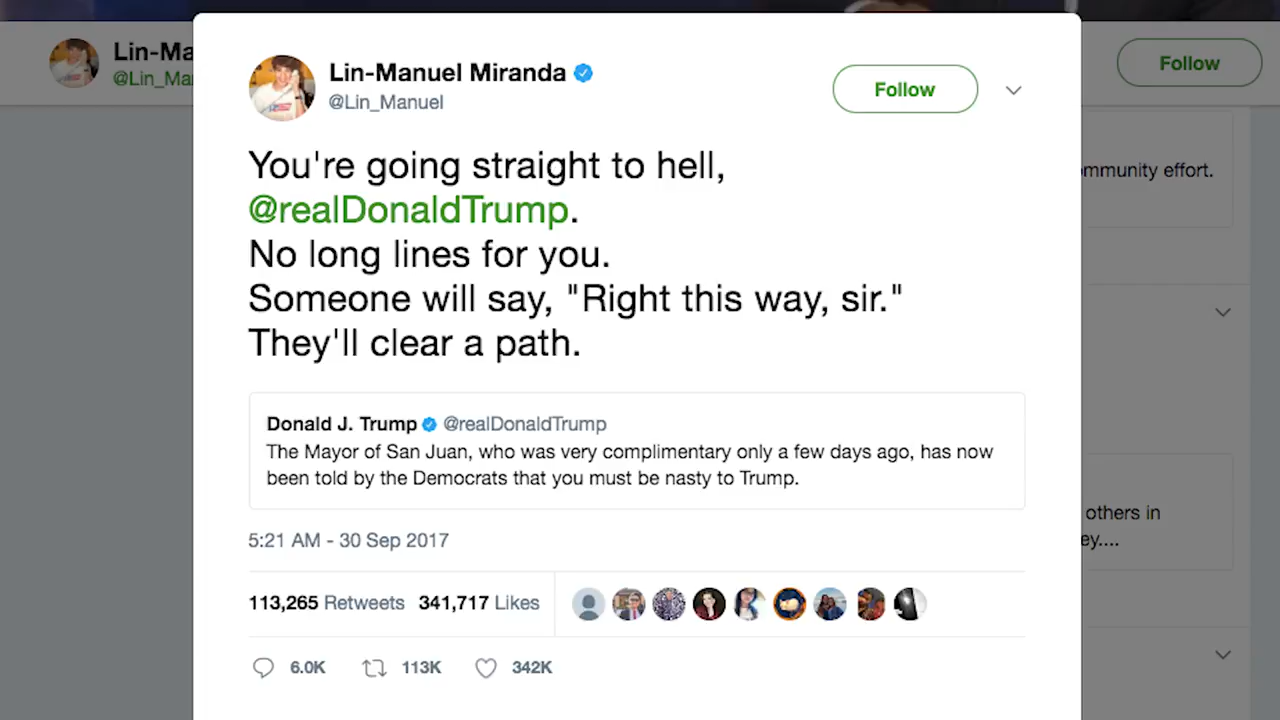 Lin-Ma
@Lin_Ma
Follow
Lin-Manuel Miranda
@Lin_Manuel
Follow
You're going straight to hell,
@realDonaldTrump.
No long lines for you.
Someone will say, "Right this way, sir."
They'll clear a path.
Donald J. Trump @realDonaldTrump
The Mayor of San Juan, who was very complimentary only a few days ago, has now
been told by the Democrats that you must be nasty to Trump.
5:21 AM - 30 Sep 2017
113,265 Retweets 341,717 Likes
6.0K 113K 342K
mmunity effort.
others in
ey....